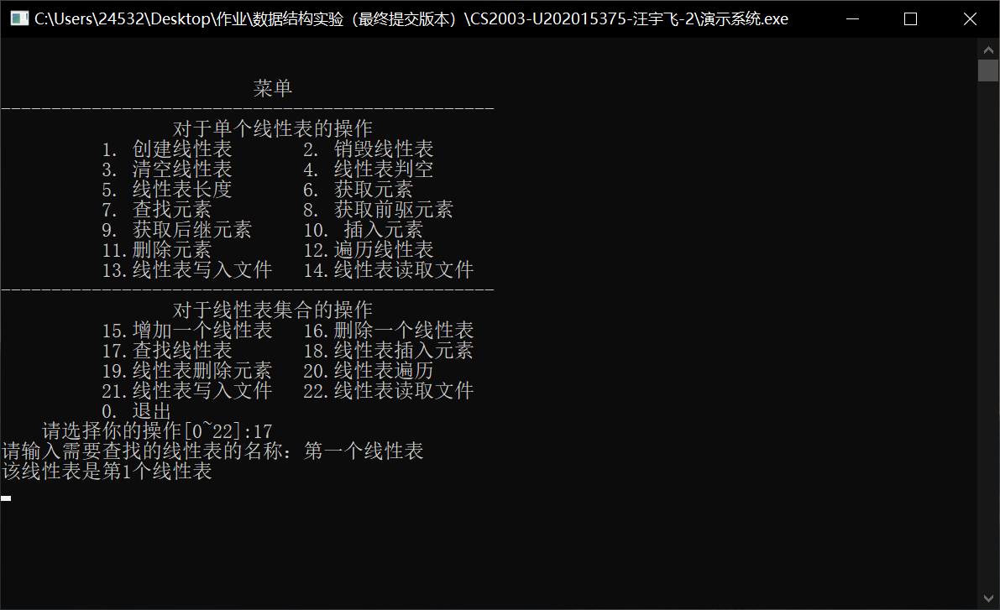 C:\Users\24532\Desktop\作业\数据结构实验（最终提交版本）\CS2003-U202015375-汪宇飞-2\演示系统.exe
菜单
-------------------------------------------------
对于单个线性表的操作
1. 创建线性表 2. 销毁线性表
3. 清空线性表 4. 线性表判空
5. 线性表长度 6. 获取元素
7. 查找元素 8. 获取前驱元素
9. 获取后继元素 10. 插入元素
11.删除元素 12.遍历线性表
13.线性表写入文件 14.线性表读取文件
-------------------------------------------------
对于线性表集合的操作
15.增加一个线性表 16.删除一个线性表
17.查找线性表 18.线性表插入元素
19.线性表删除元素 20.线性表遍历
21.线性表写入文件 22.线性表读取文件
0. 退出
请选择你的操作[0~22]:17
请输入需要查找的线性表的名称：第一个线性表
该线性表是第1个线性表